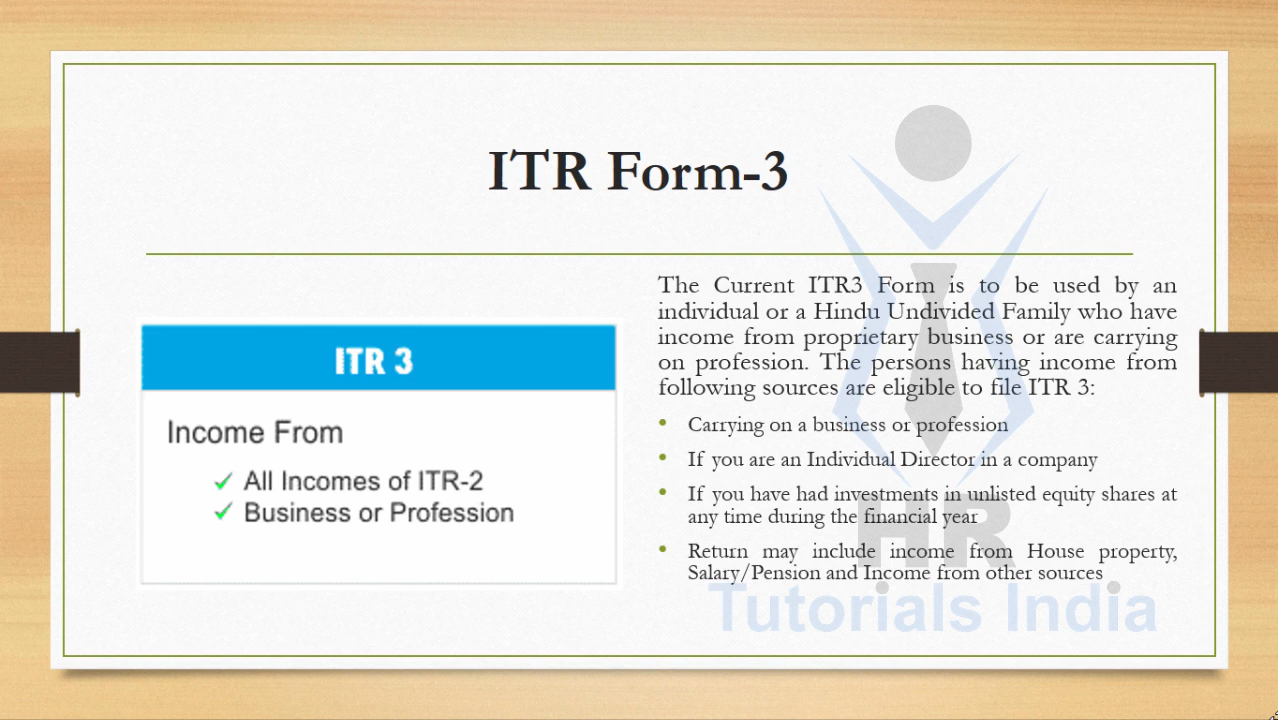 ITR Form-3
ITR 3
Income From
All Incomes of ITR-2
Business or Profession
The Current ITR3 Form is to be used by an
individual or a Hindu Undivided Family who have
income from proprietary business or are carrying
on profession. The persons having income from
following sources are eligible to file ITR 3:
• Carrying on a business or profession
• If you are an Individual Director in a company
• If you have had investments in unlisted equity shares at
any time during the financial year
• Return may include income from House property,
Salary/Pension and Income from other sources
HR
Tutorials India